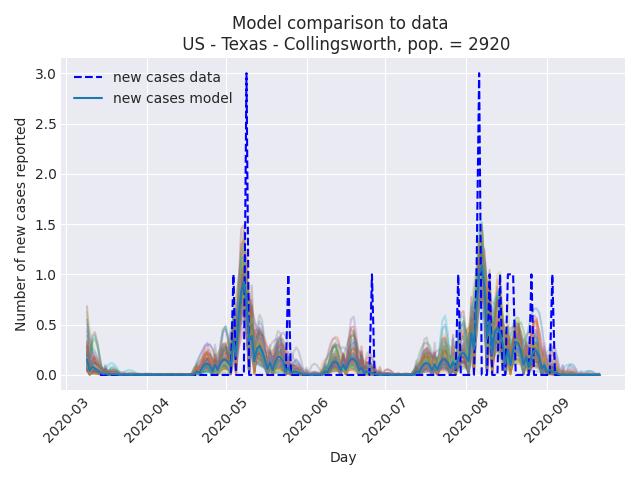 Model comparison to data
US - Texas - Collingsworth, pop. = 2920
new cases data
new cases model
Number of new cases reported
3.0
2.5
2.0
1.5
1.0
0.5
0.0
2020-03
2020-04
2020-05
2020-06
2020-07
2020-08
2020-09
Day